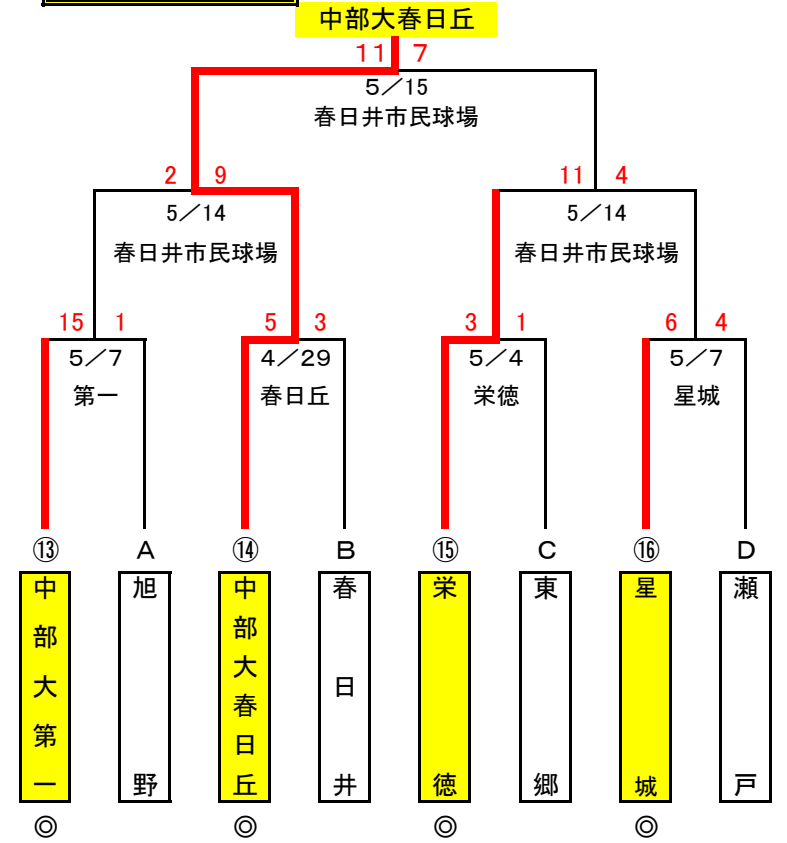 中部大春日丘
11 7
5／15
春日井市民球場
2 9 11 4
5／14 5／14
春日井市民球場 春日井市民球場
15 1 5 3 3 1 6 4
5／7 4／29 5／4 5／7
第一 春日丘 栄徳 星城
⑬ A ⑭ B ⑮ C ⑯ D
中部大第一
旭野
中部大春日丘
春日井
栄徳
東郷
星城
瀬戸
◎ ◎ ◎ ◎